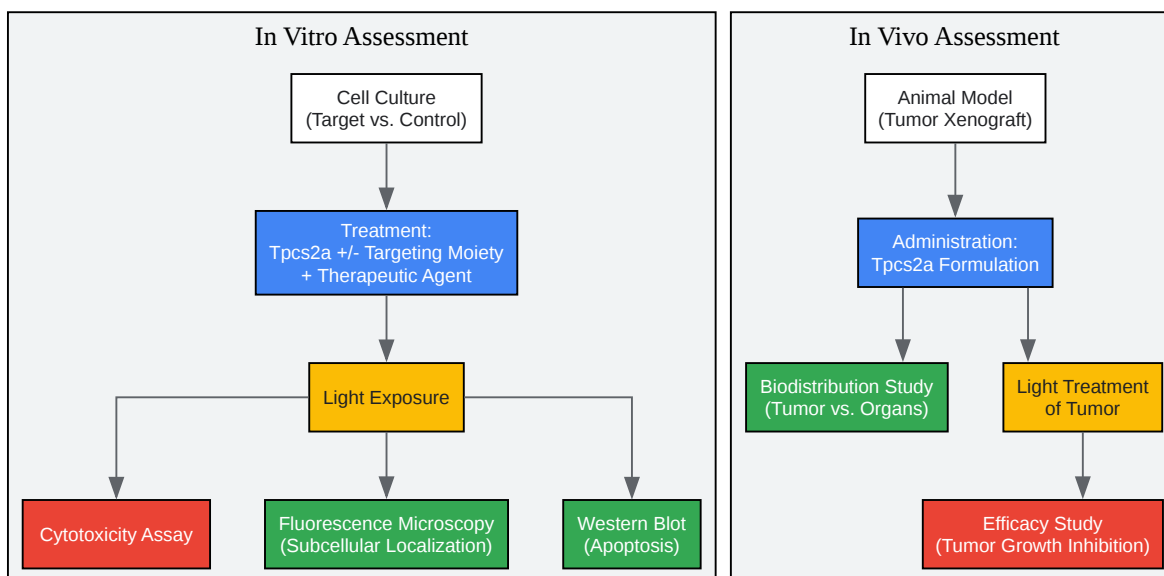 In Vitro Assessment
Cell Culture
(Target vs. Control)
Treatment:
Tpcs2a +/- Targeting Moiety
+ Therapeutic Agent
Light Exposure
Cytotoxicity Assay
Fluorescence Microscopy
(Subcellular Localization)
Western Blot
(Apoptosis)
In Vivo Assessment
Animal Model
(Tumor Xenograft)
Administration:
Tpcs2a Formulation
Biodistribution Study
(Tumor vs. Organs)
Light Treatment
of Tumor
Efficacy Study
(Tumor Growth Inhibition)